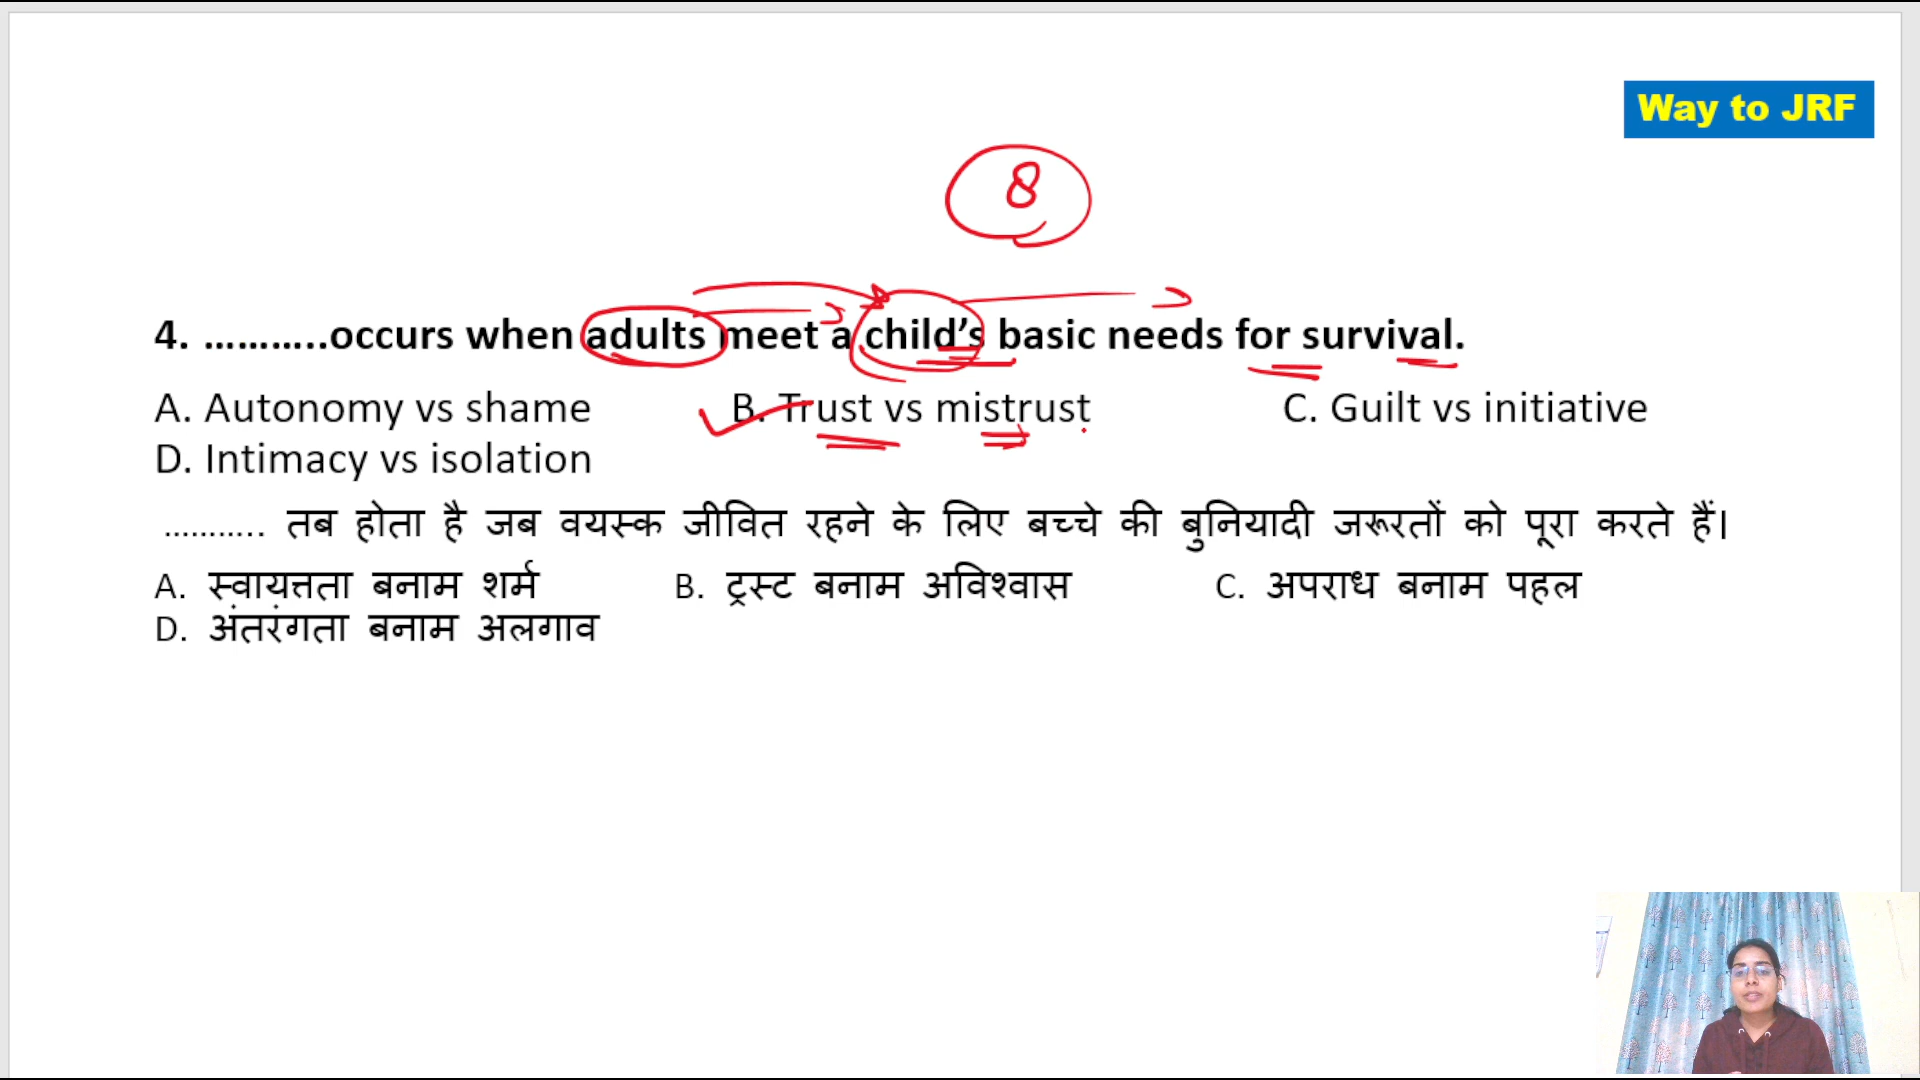 Way to JRF
8
4. ………..occurs when adults meet a child's basic needs for survival.
A. Autonomy vs shame B. Trust vs mistrust C. Guilt vs initiative
D. Intimacy vs isolation
……….. तब होता है जब वयस्क जीवित रहने के लिए बच्चे की बुनियादी जरूरतों को पूरा करते हैं।
A. स्वायत्तता बनाम शर्म B. ट्रस्ट बनाम अविश्वास C. अपराध बनाम पहल
D. अंतरंगता बनाम अलगाव